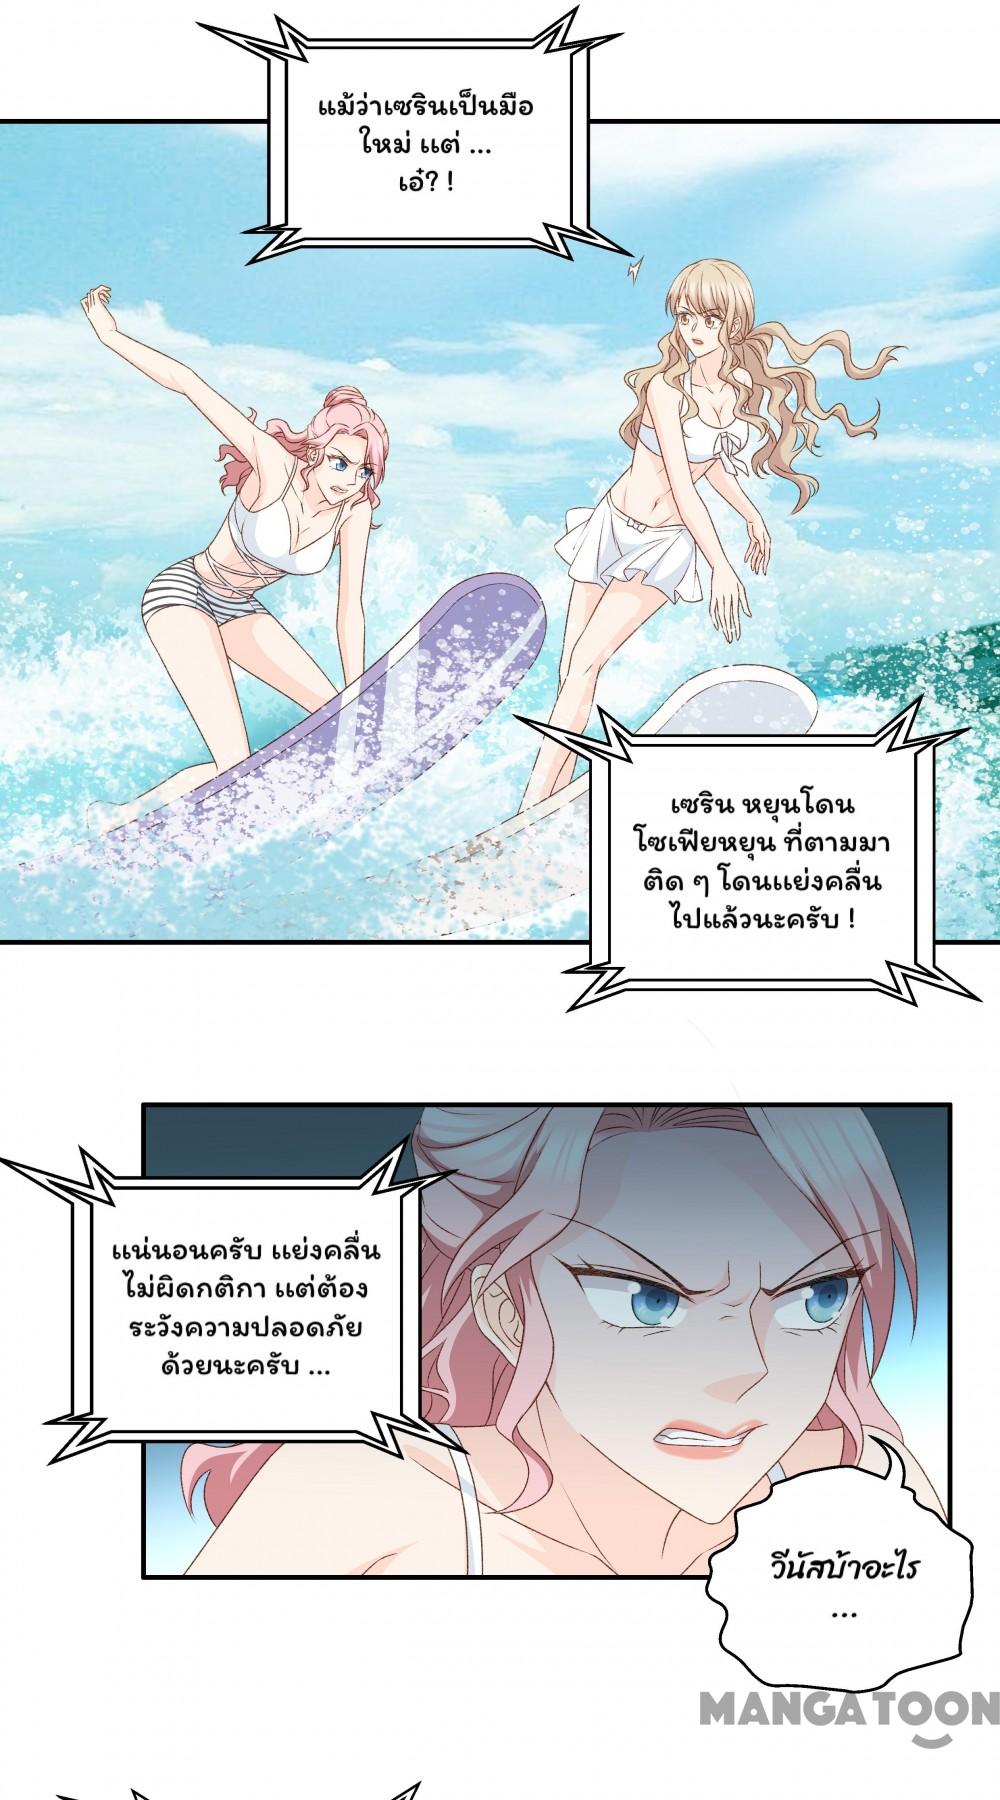 แม้ว่าเซรินเป็นมือ
ใหม่ แต่ ...
เอ๋? !
เซริน หยุนโดน
โซเฟียหยุน ที่ตามมา
ติด ๆ โดนแย่งคลื่น
ไปแล้วนะครับ !
แน่นอนครับ แย่งคลื่น
ไม่ผิดกติกา แต่ต้อง
ระวังความปลอดภัย
ด้วยนะครับ ...
วีนัสบ้าอะไร
...
MANGATOON